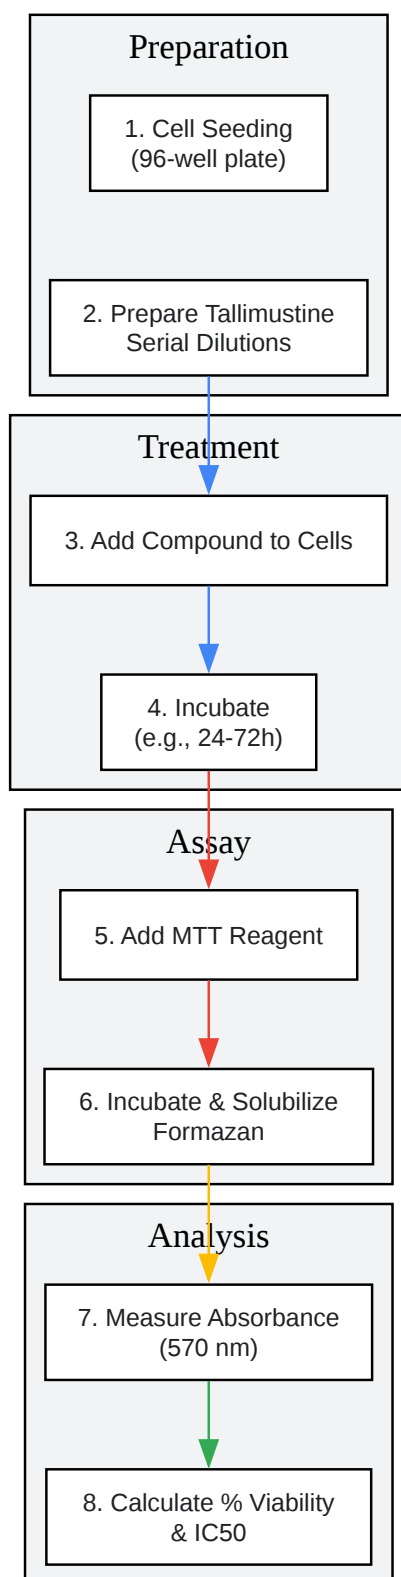 Preparation
1. Cell Seeding
(96-well plate)
2. Prepare Tallimustine
Serial Dilutions
Treatment
3. Add Compound to Cells
4. Incubate
(e.g., 24-72h)
Assay
5. Add MTT Reagent
6. Incubate & Solubilize
Formazan
Analysis
7. Measure Absorbance
(570 nm)
8. Calculate % Viability
& IC50